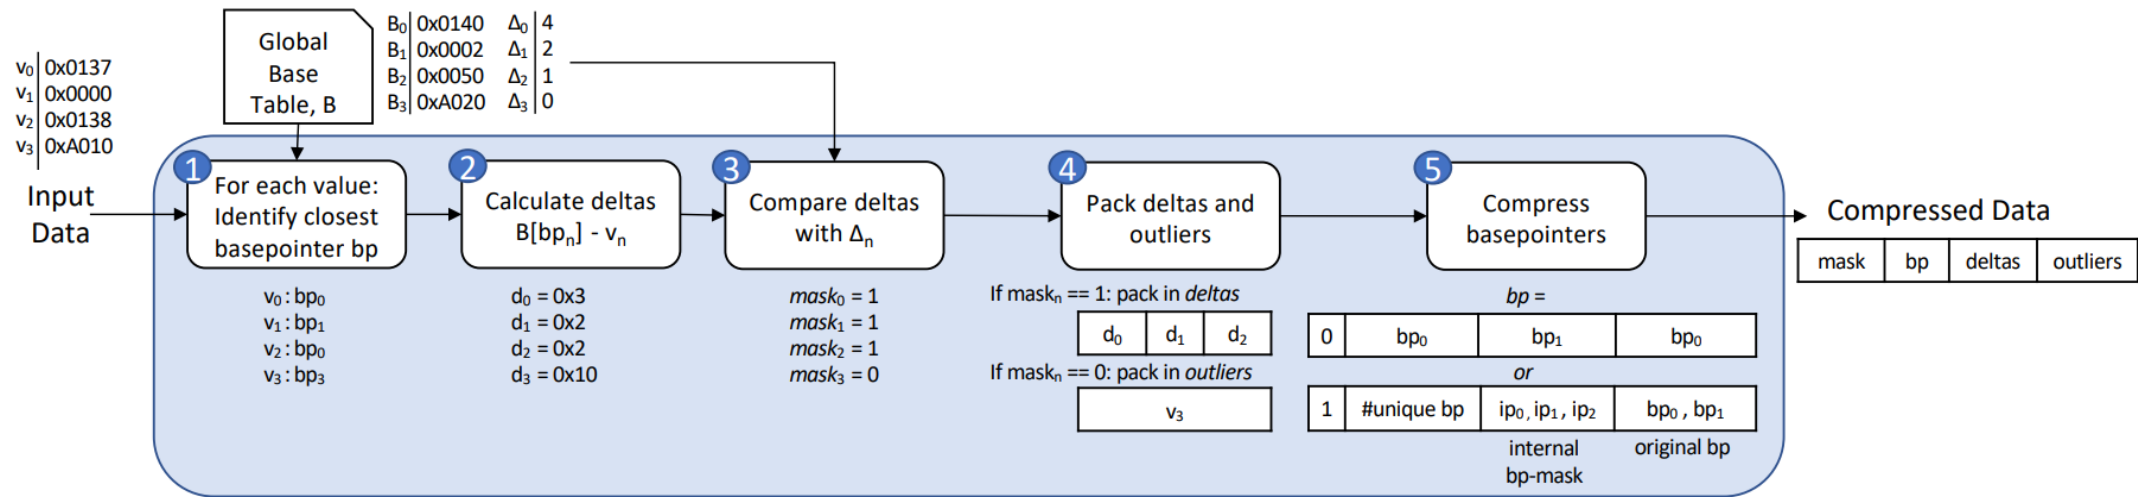 v₀ 0x0137
v₁ 0x0000
v₂ 0x0138
v₃ 0xA010
Input
Data
Global
Base
Table, B
B₀ 0x0140 Δ₀ 4
B₁ 0x0002 Δ₁ 2
B₂ 0x0050 Δ₂ 1
B₃ 0xA020 Δ₃ 0
1
For each value:
Identify closest
basepointer bp
v₀ : bp₀
v₁ : bp₁
v₂ : bp₀
v₃ : bp₃
2
Calculate deltas
B[bpₙ] - vₙ
d₀ = 0x3
d₁ = 0x2
d₂ = 0x2
d₃ = 0x10
3
Compare deltas
with Δₙ
mask₀ = 1
mask₁ = 1
mask₂ = 1
mask₃ = 0
4
Pack deltas and
outliers
If maskₙ == 1: pack in deltas
d₀ d₁ d₂
If maskₙ == 0: pack in outliers
v₃
5
Compress
basepointers
bp =
0 bp₀ bp₁ bp₀
or
1 #unique bp ip₀, ip₁, ip₂ bp₀, bp₁
internal
bp-mask
original bp
Compressed Data
mask bp deltas outliers